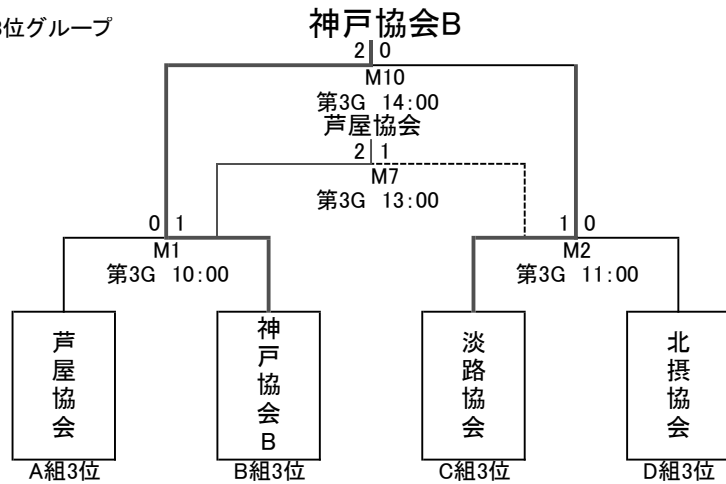 位グループ
神戸協会B
2 0
M10
第3G 14:00
芦屋協会
2 1
M7
第3G 13:00
0 1
1 0
M1
M2
第3G 10:00
第3G 11:00
芦屋協会
神戸協会B
淡路協会
北摂協会
A組3位
B組3位
C組3位
D組3位